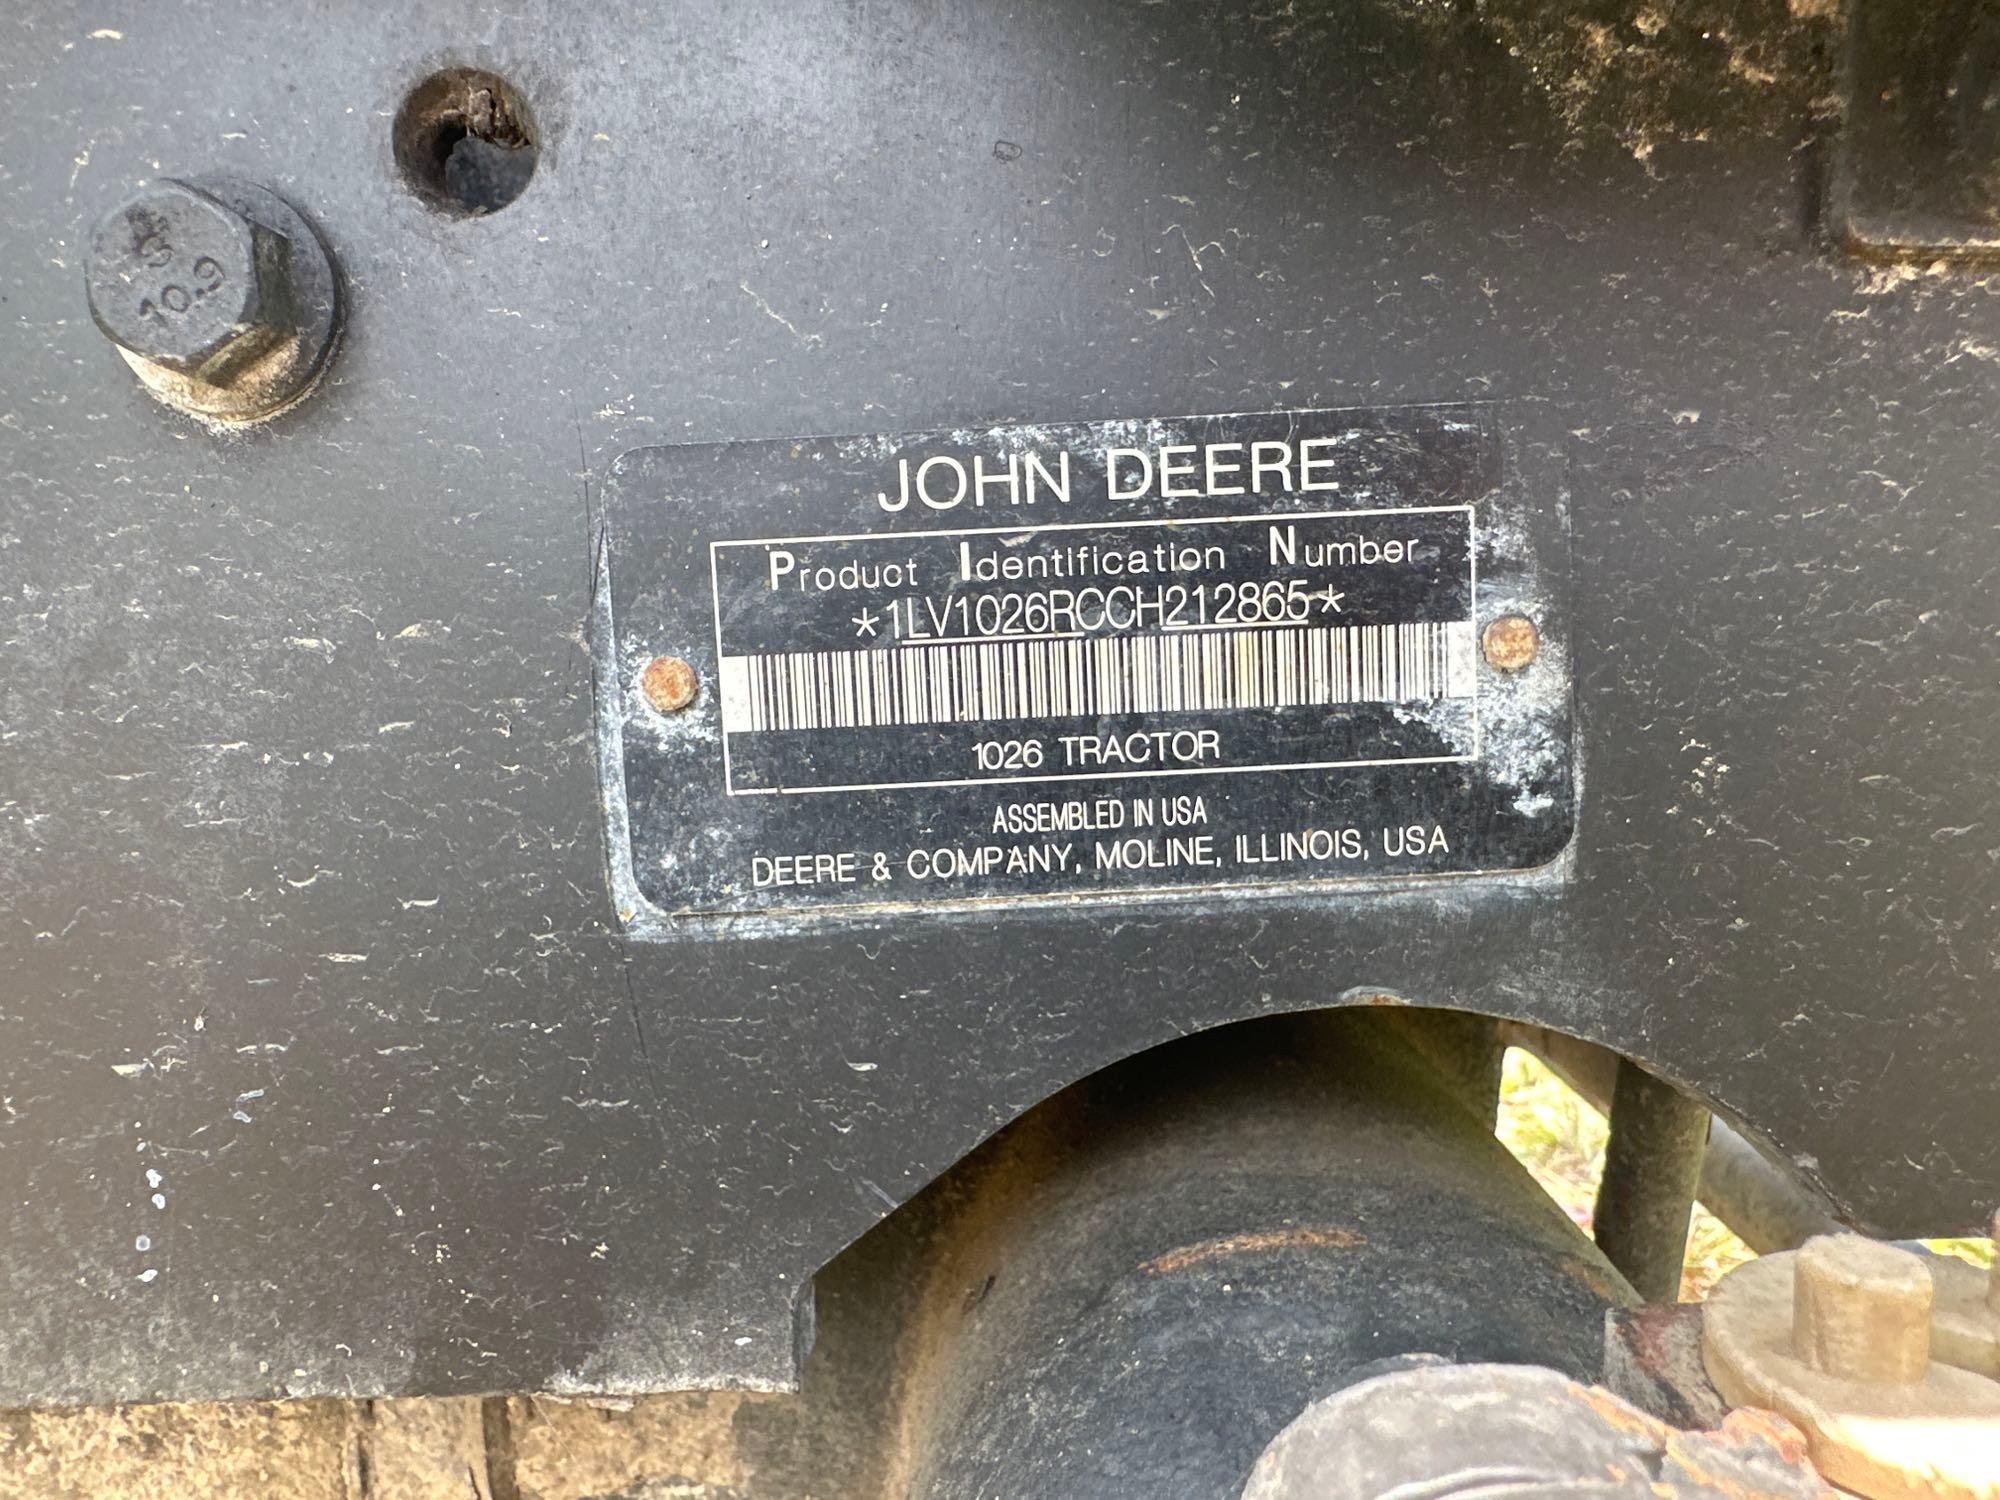 10.9
JOHN DEERE
Product Identification Number
*1LV1026RCCH212865*
1026 TRACTOR
ASSEMBLED IN USA
DEERE & COMPANY, MOLINE, ILLINOIS, USA